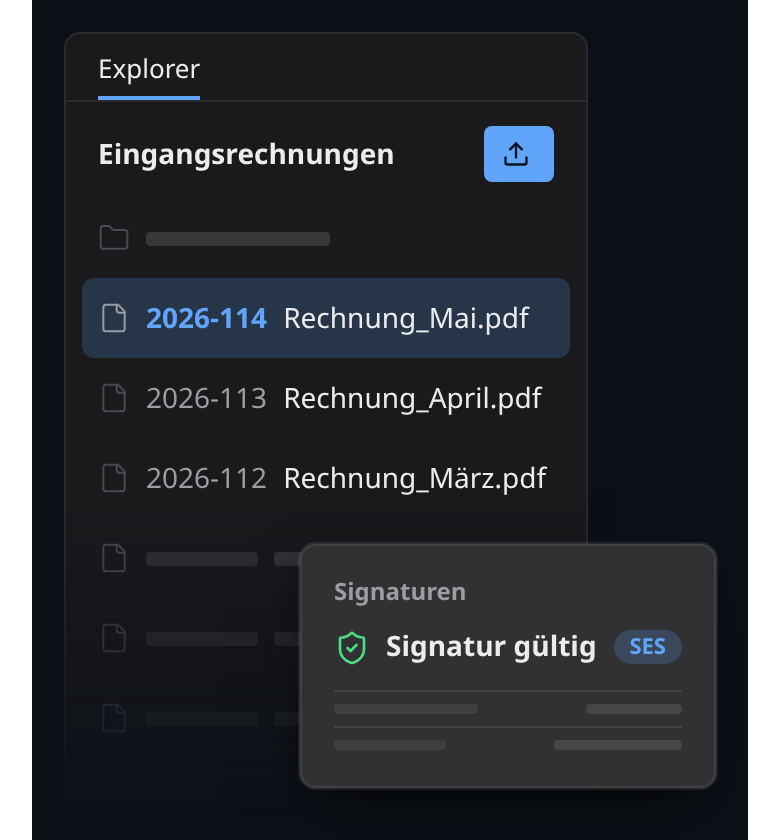 Explorer
Eingangsrechnungen
2026-114 Rechnung_Mai.pdf
2026-113 Rechnung_April.pdf
2026-112 Rechnung_März.pdf
Signaturen
Signatur gültig SES